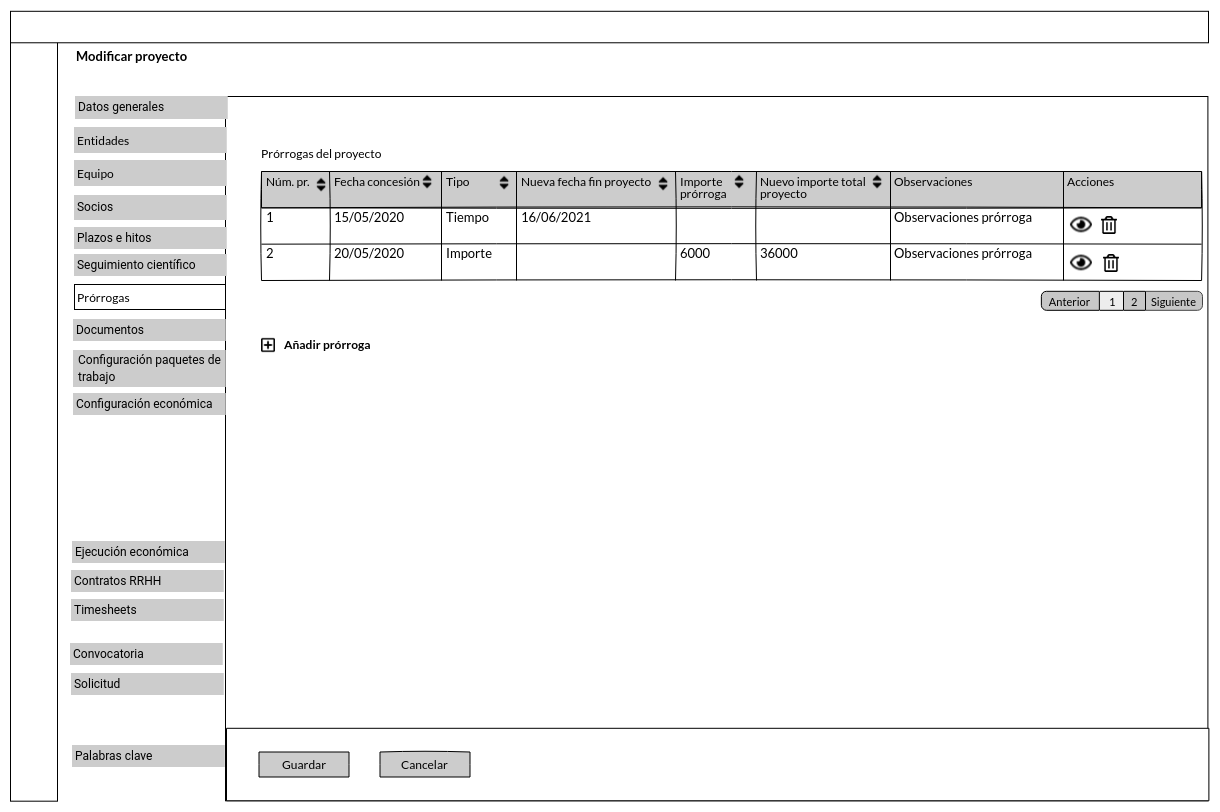 Modificar proyecto
Datos generales
Entidades
Equipo
Socios
Plazos e hitos
Seguimiento científico
Prórrogas
Documentos
Configuración paquetes de
trabajo
Configuración económica
Ejecución económica
Contratos RRHH
Timesheets
Convocatoria
Solicitud
Palabras clave
Prórrogas del proyecto
Núm. pr. Fecha concesión Tipo Nueva fecha fin proyecto Importe prórroga Nuevo importe total proyecto Observaciones Acciones
1 15/05/2020 Tiempo 16/06/2021 Observaciones prórroga
2 20/05/2020 Importe 6000 36000 Observaciones prórroga
Anterior 1 2 Siguiente
Añadir prórroga
Guardar Cancelar